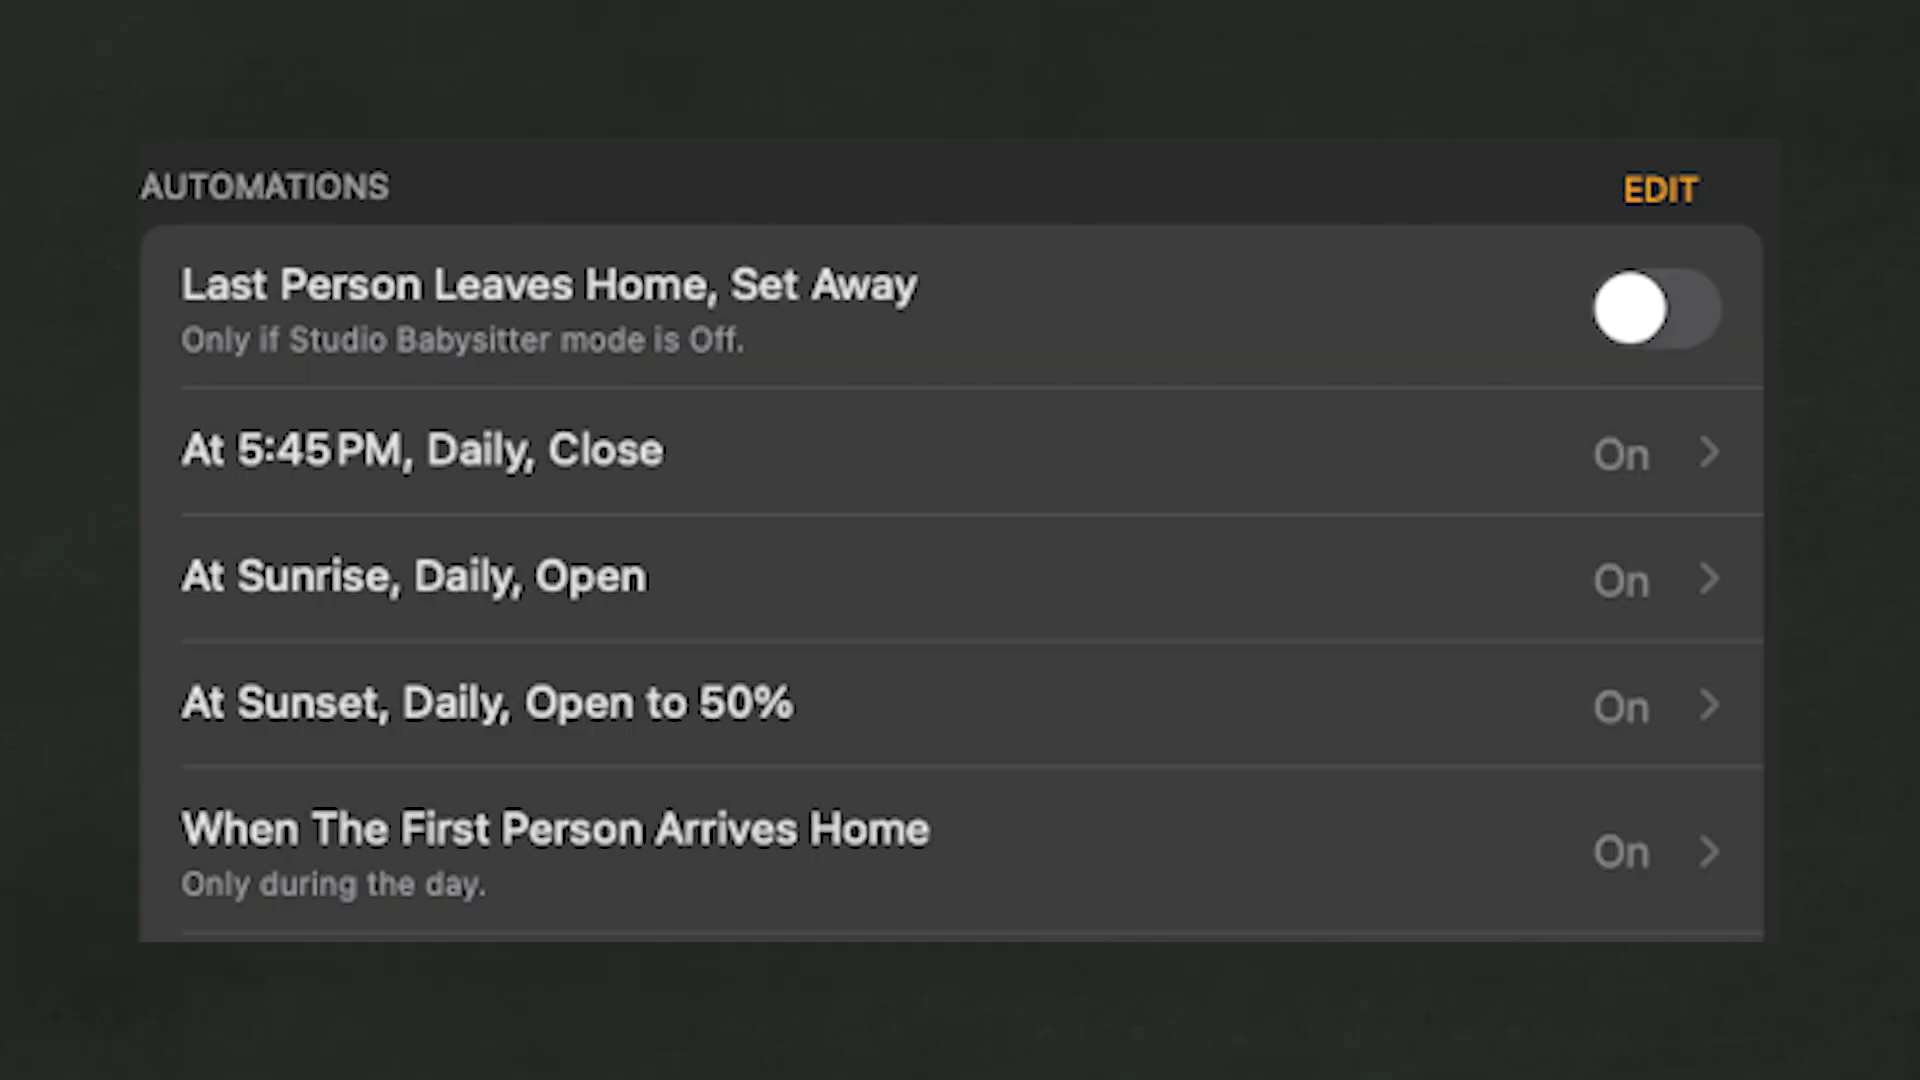 AUTOMATIONS
EDIT
Last Person Leaves Home, Set Away
Only if Studio Babysitter mode is Off.
At 5:45 PM, Daily, Close
On
At Sunrise, Daily, Open
On
At Sunset, Daily, Open to 50%
On
When The First Person Arrives Home
Only during the day.
On